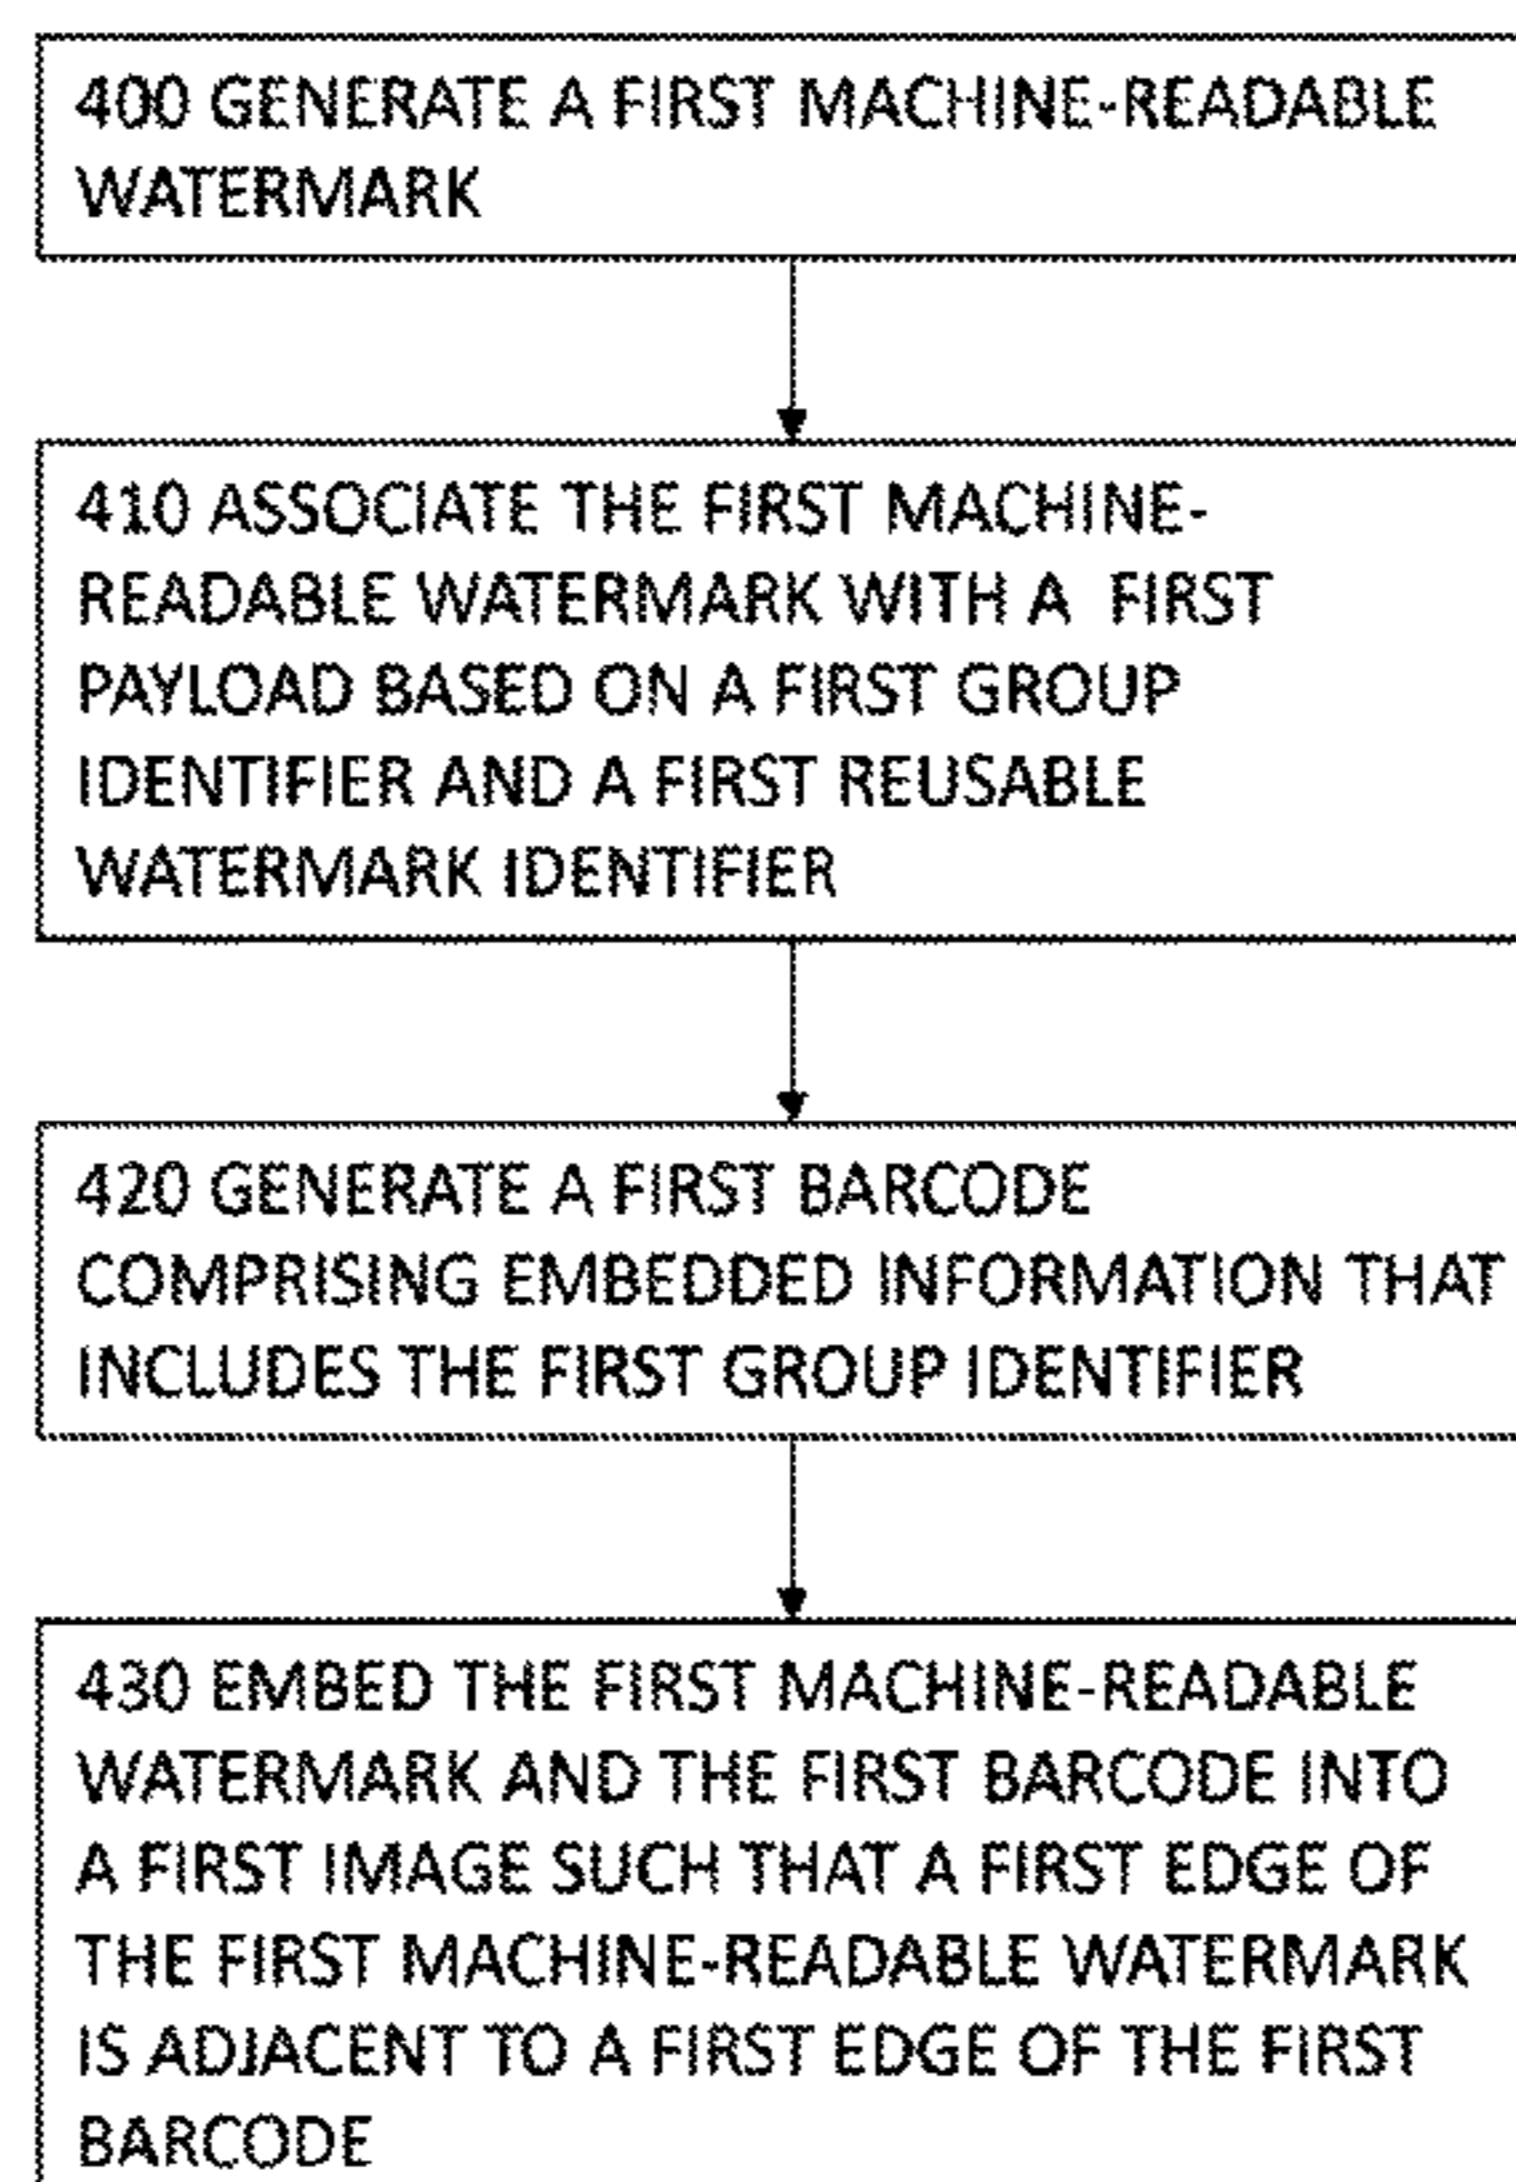 400 GENERATE A FIRST MACHINE-READABLE
WATERMARK
410 ASSOCIATE THE FIRST MACHINE-
READABLE WATERMARK WITH A FIRST
PAYLOAD BASED ON A FIRST GROUP
IDENTIFIER AND A FIRST REUSABLE
WATERMARK IDENTIFIER
420 GENERATE A FIRST BARCODE
COMPRISING EMBEDDED INFORMATION THAT
INCLUDES THE FIRST GROUP IDENTIFIER
430 EMBED THE FIRST MACHINE-READABLE
WATERMARK AND THE FIRST BARCODE INTO
A FIRST IMAGE SUCH THAT A FIRST EDGE OF
THE FIRST MACHINE-READABLE WATERMARK
IS ADJACENT TO A FIRST EDGE OF THE FIRST
BARCODE